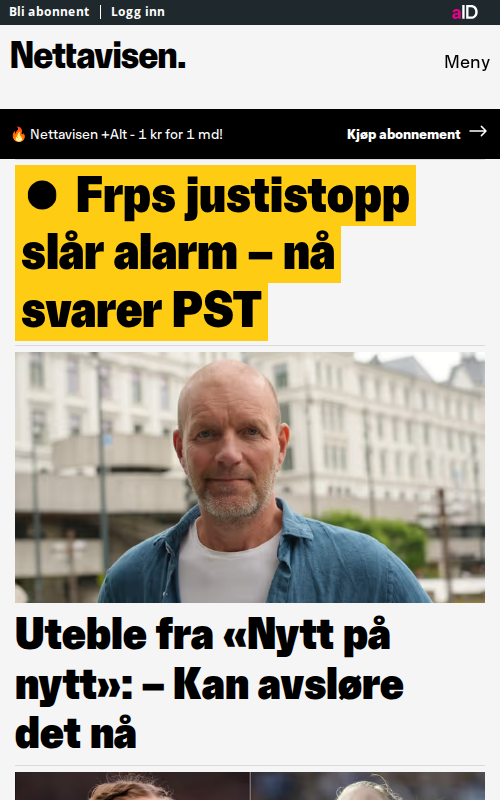 Bli abonnent | Logg inn
aID
Nettavisen.
Meny
🔥 Nettavisen +Alt - 1 kr for 1 md!
Kjøp abonnement →
● Frps justistopp
slår alarm – nå
svarer PST
Uteble fra «Nytt på
nytt»: – Kan avsløre
det nå